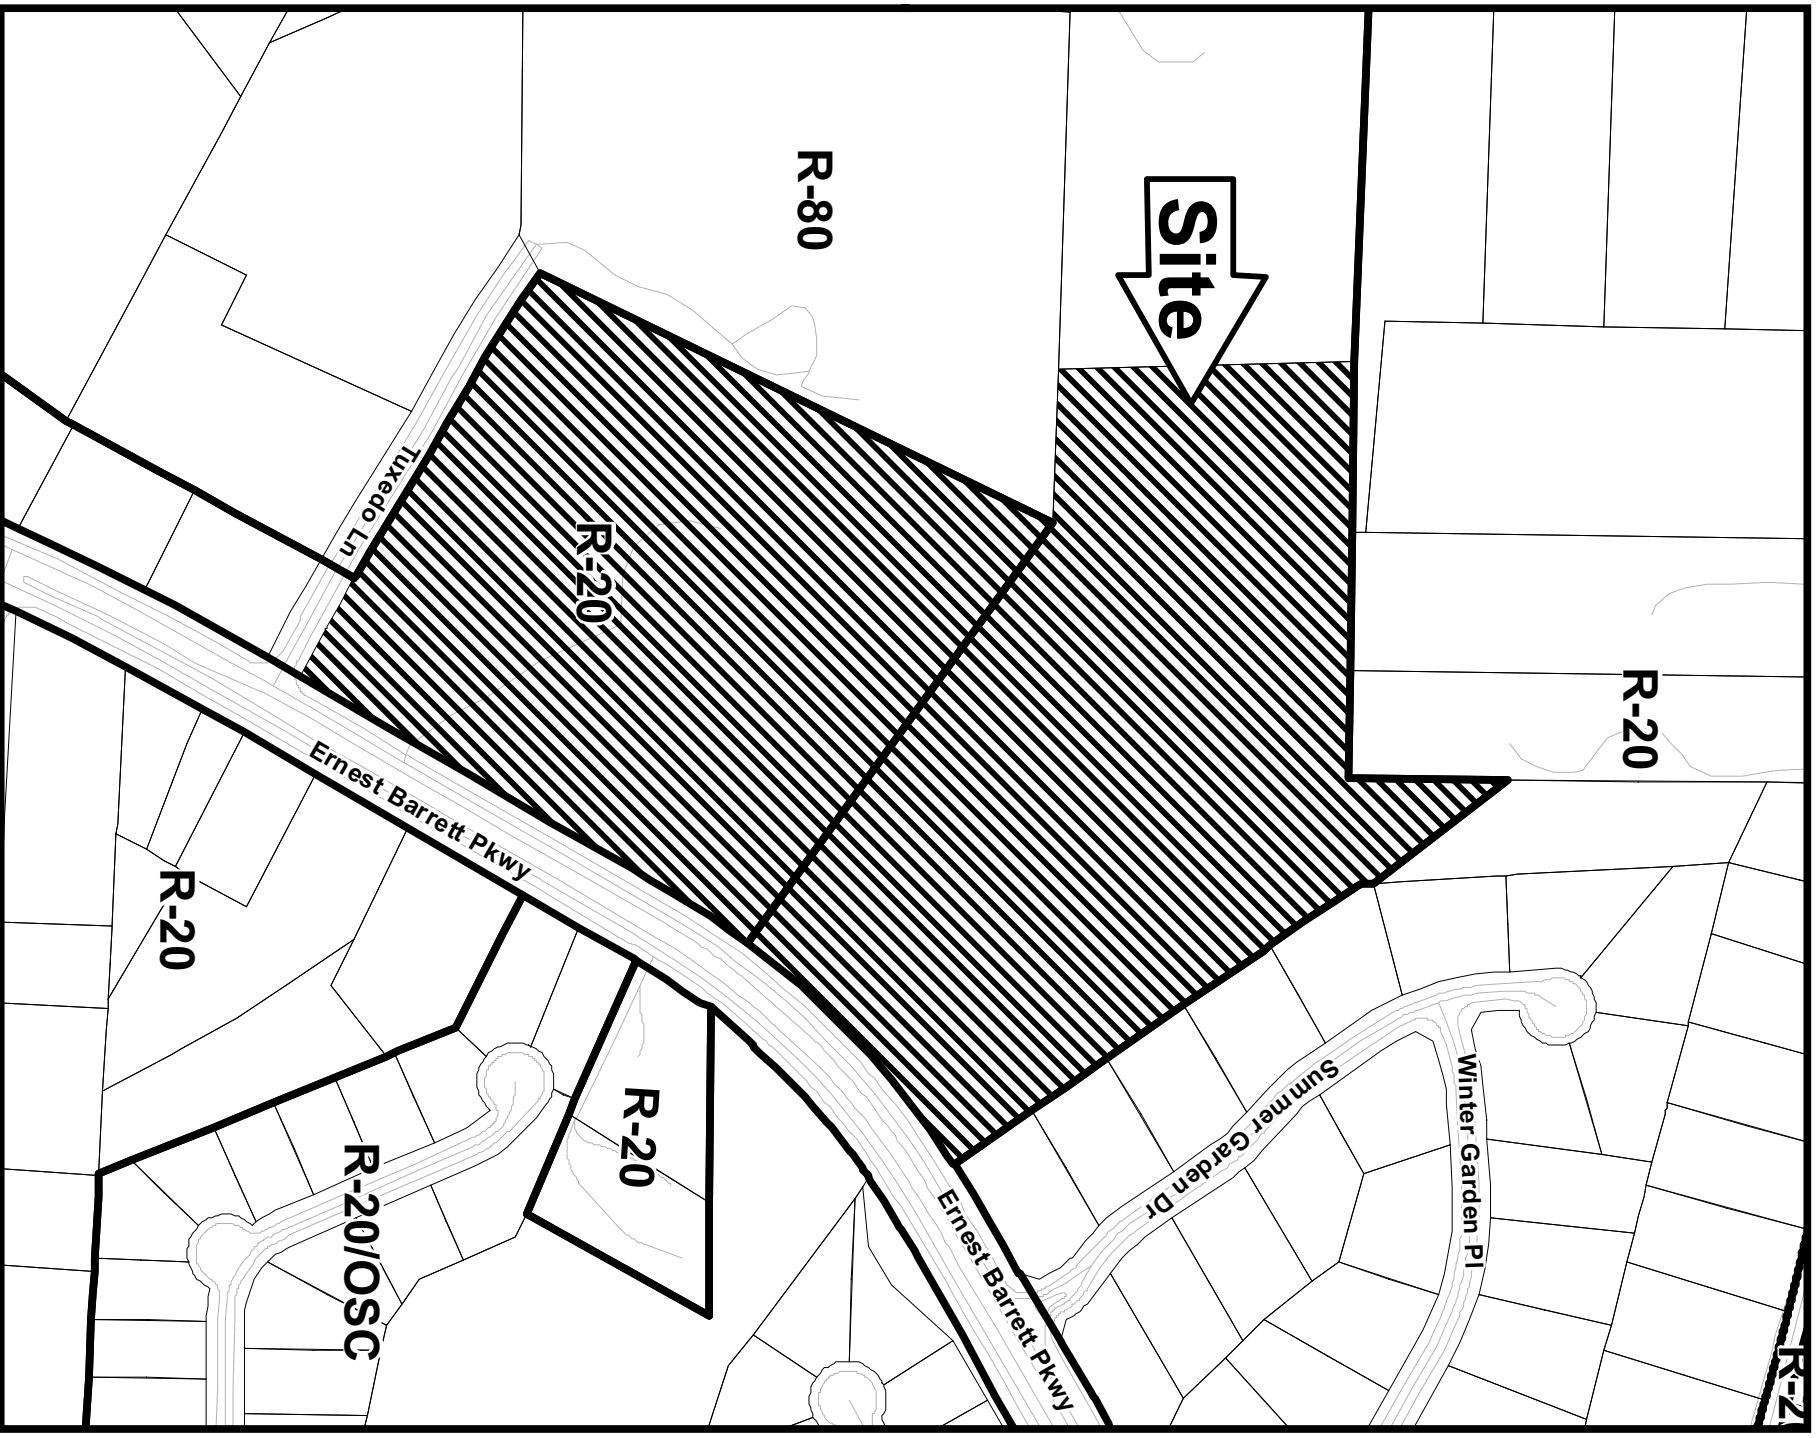 R-80
Site
R-20
Tuxedo Ln
R-20
Ernest Barrett Pkwy
R-20
R-20
R-20/OSC
Summer Garden Dr
Winter Garden Pl
Ernest Barrett Pkwy